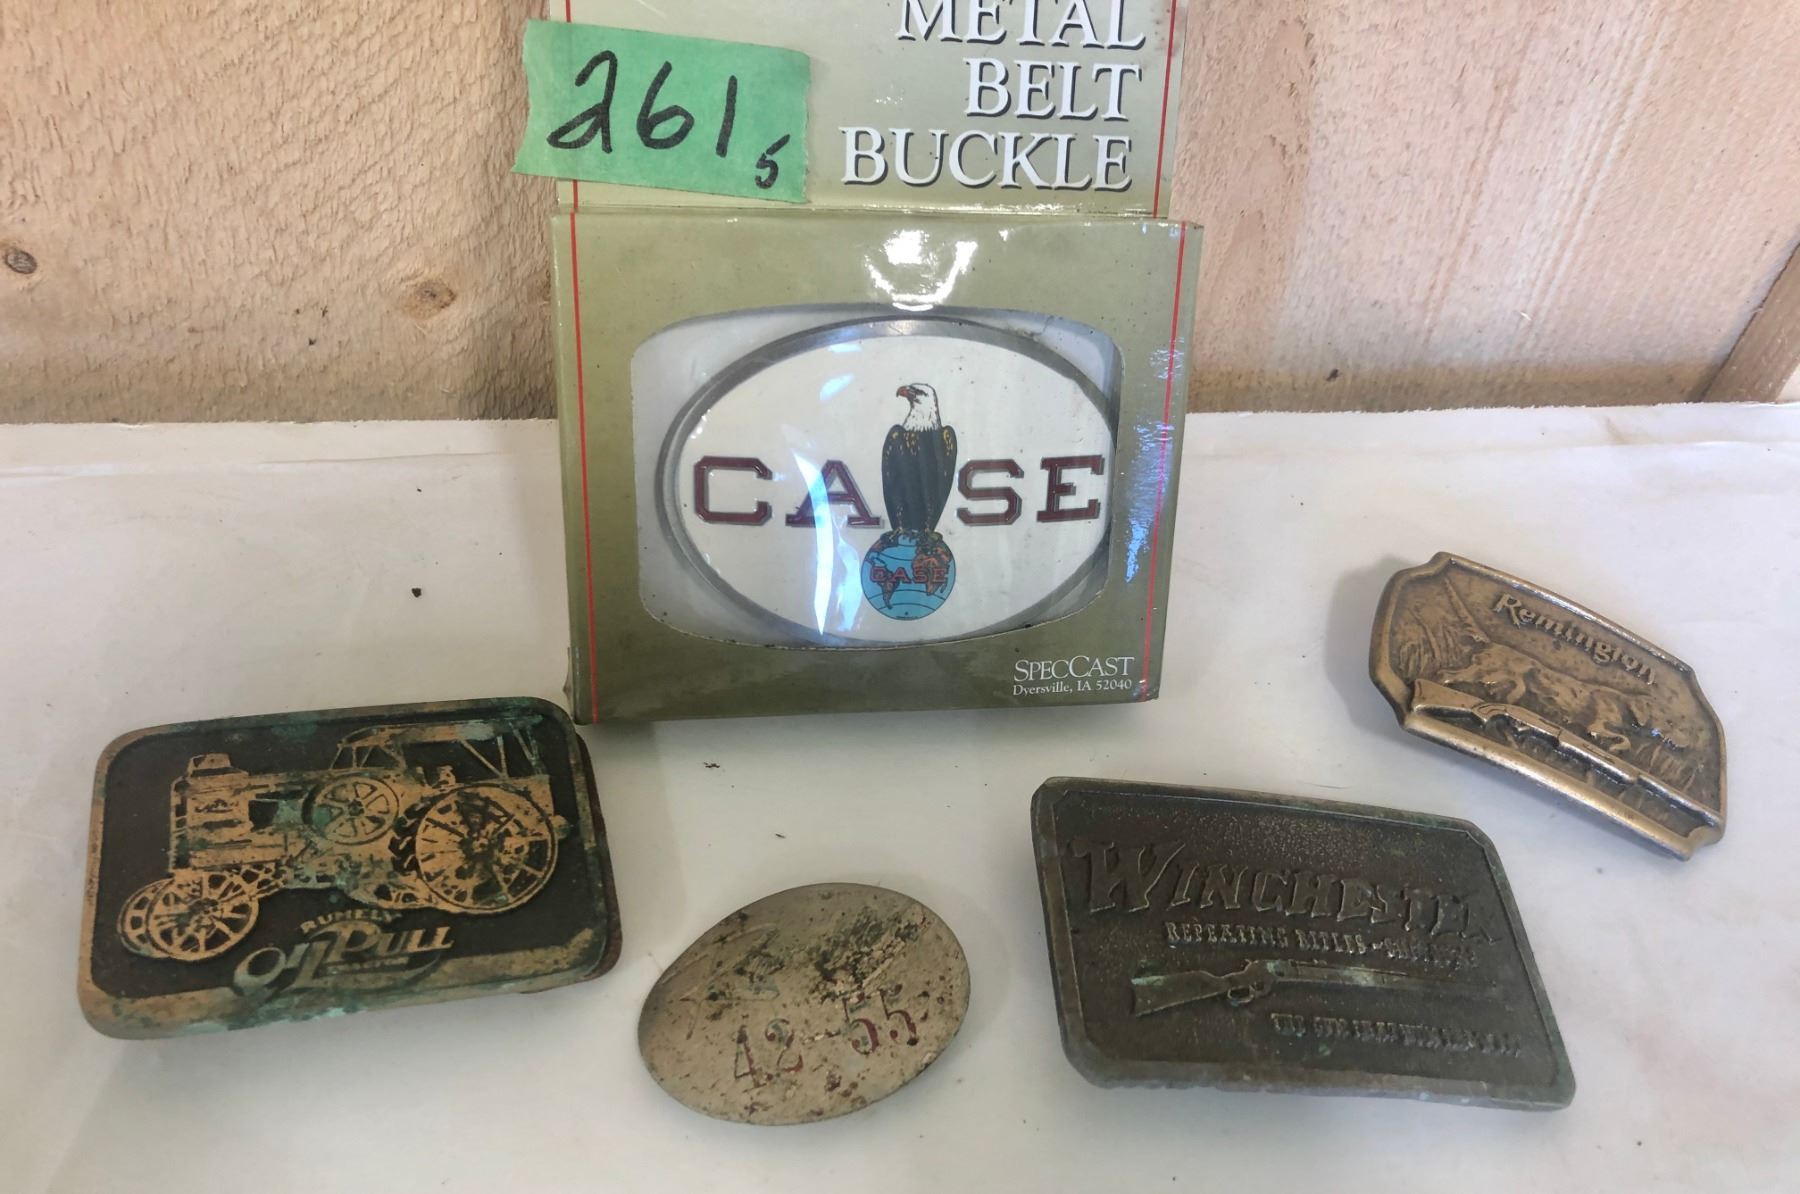 METAL
BELT
BUCKLE
261 5
CASE
CASE
SPECCAST
Dyersville, IA 52040
Remington
RUMELY
OILPULL
WINCHESTER
REPEATING RIFLES
42-55